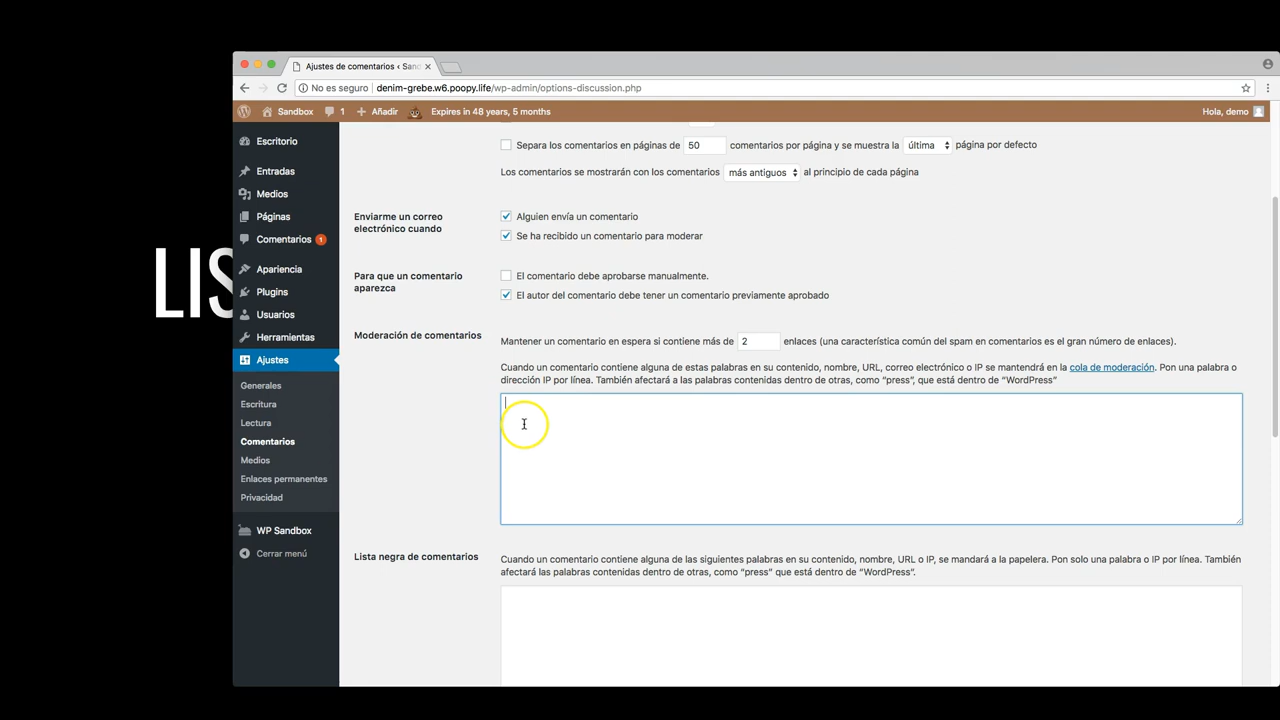 LIS
Ajustes de comentarios ‹ Sand
No es seguro denim-grebe.w6.poopy.life/wp-admin/options-discussion.php
Sandbox 1 Añadir Expires in 48 years, 5 months Hola, demo
Escritorio
Entradas
Medios
Páginas
Comentarios 1
Apariencia
Plugins
Usuarios
Herramientas
Ajustes
Generales
Escritura
Lectura
Comentarios
Medios
Enlaces permanentes
Privacidad
WP Sandbox
Cerrar menú
Separa los comentarios en páginas de 50 comentarios por página y se muestra la última página por defecto
Los comentarios se mostrarán con los comentarios más antiguos al principio de cada página
Enviarme un correo
electrónico cuando
Alguien envía un comentario
Se ha recibido un comentario para moderar
Para que un comentario
aparezca
El comentario debe aprobarse manualmente.
El autor del comentario debe tener un comentario previamente aprobado
Moderación de comentarios
Mantener un comentario en espera si contiene más de 2 enlaces (una característica común del spam en comentarios es el gran número de enlaces).
Cuando un comentario contiene alguna de estas palabras en su contenido, nombre, URL, correo electrónico o IP se mantendrá en la cola de moderación. Pon una palabra o
dirección IP por línea. También afectará a las palabras contenidas dentro de otras, como “press”, que está dentro de “WordPress”
Lista negra de comentarios
Cuando un comentario contiene alguna de las siguientes palabras en su contenido, nombre, URL o IP, se mandará a la papelera. Pon solo una palabra o IP por línea. También
afectará las palabras contenidas dentro de otras, como “press” que está dentro de “WordPress”.